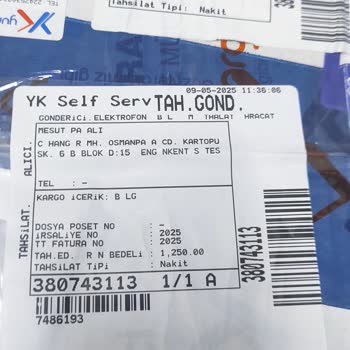 Tahsilat Tipi: Nakit
09-05-2025 11:36:06
YK Self Serv TAH.GOND.
GONDERiCi: ELEKTROFON B L M THALAT HRACAT
ALICI.
MESUT PA ALI
C HANG R MH. OSMANPA A CD. KARTOPU
SK. 6 B BLOK D:15 ENG NKENT S TES
TEL : -
KARGO iCERiK: B LG
TAHSiLAT.
DOSYA POSET NO : -
iRSALiYE NO : 2025
TT FATURA NO : 2025
TAH.ED. R N BEDELi : 1,250.00
TAHSiLAT TiPi : Nakit
380743113 1/1 A
7486193
380743113